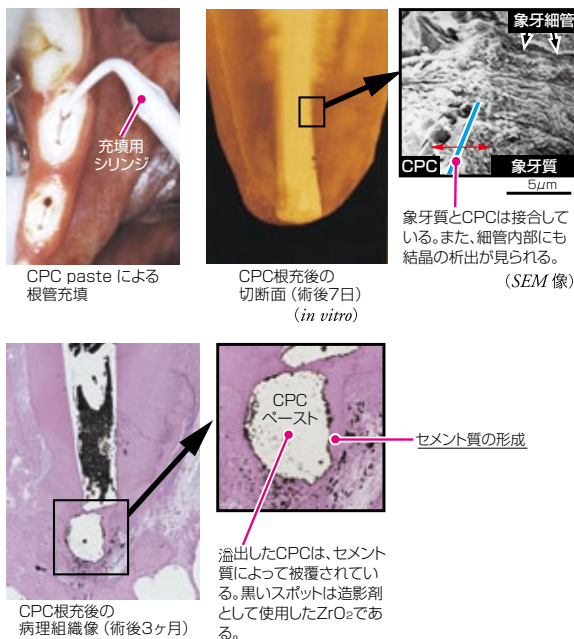 充填用
シリンジ
CPC paste による
根管充填
CPC根充後の
切断面（術後7日）
（in vitro）
象牙細管
CPC
象牙質
5μm
象牙質とCPCは接合して
いる。また、細管内部にも
結晶の析出が見られる。
（SEM 像）
CPC根充後の
病理組織像（術後3ヶ月）
CPC
ペースト
セメント質の形成
溢出したCPCは、セメント
質によって被覆されてい
る。黒いスポットは造影剤
として使用したZrO₂であ
る。